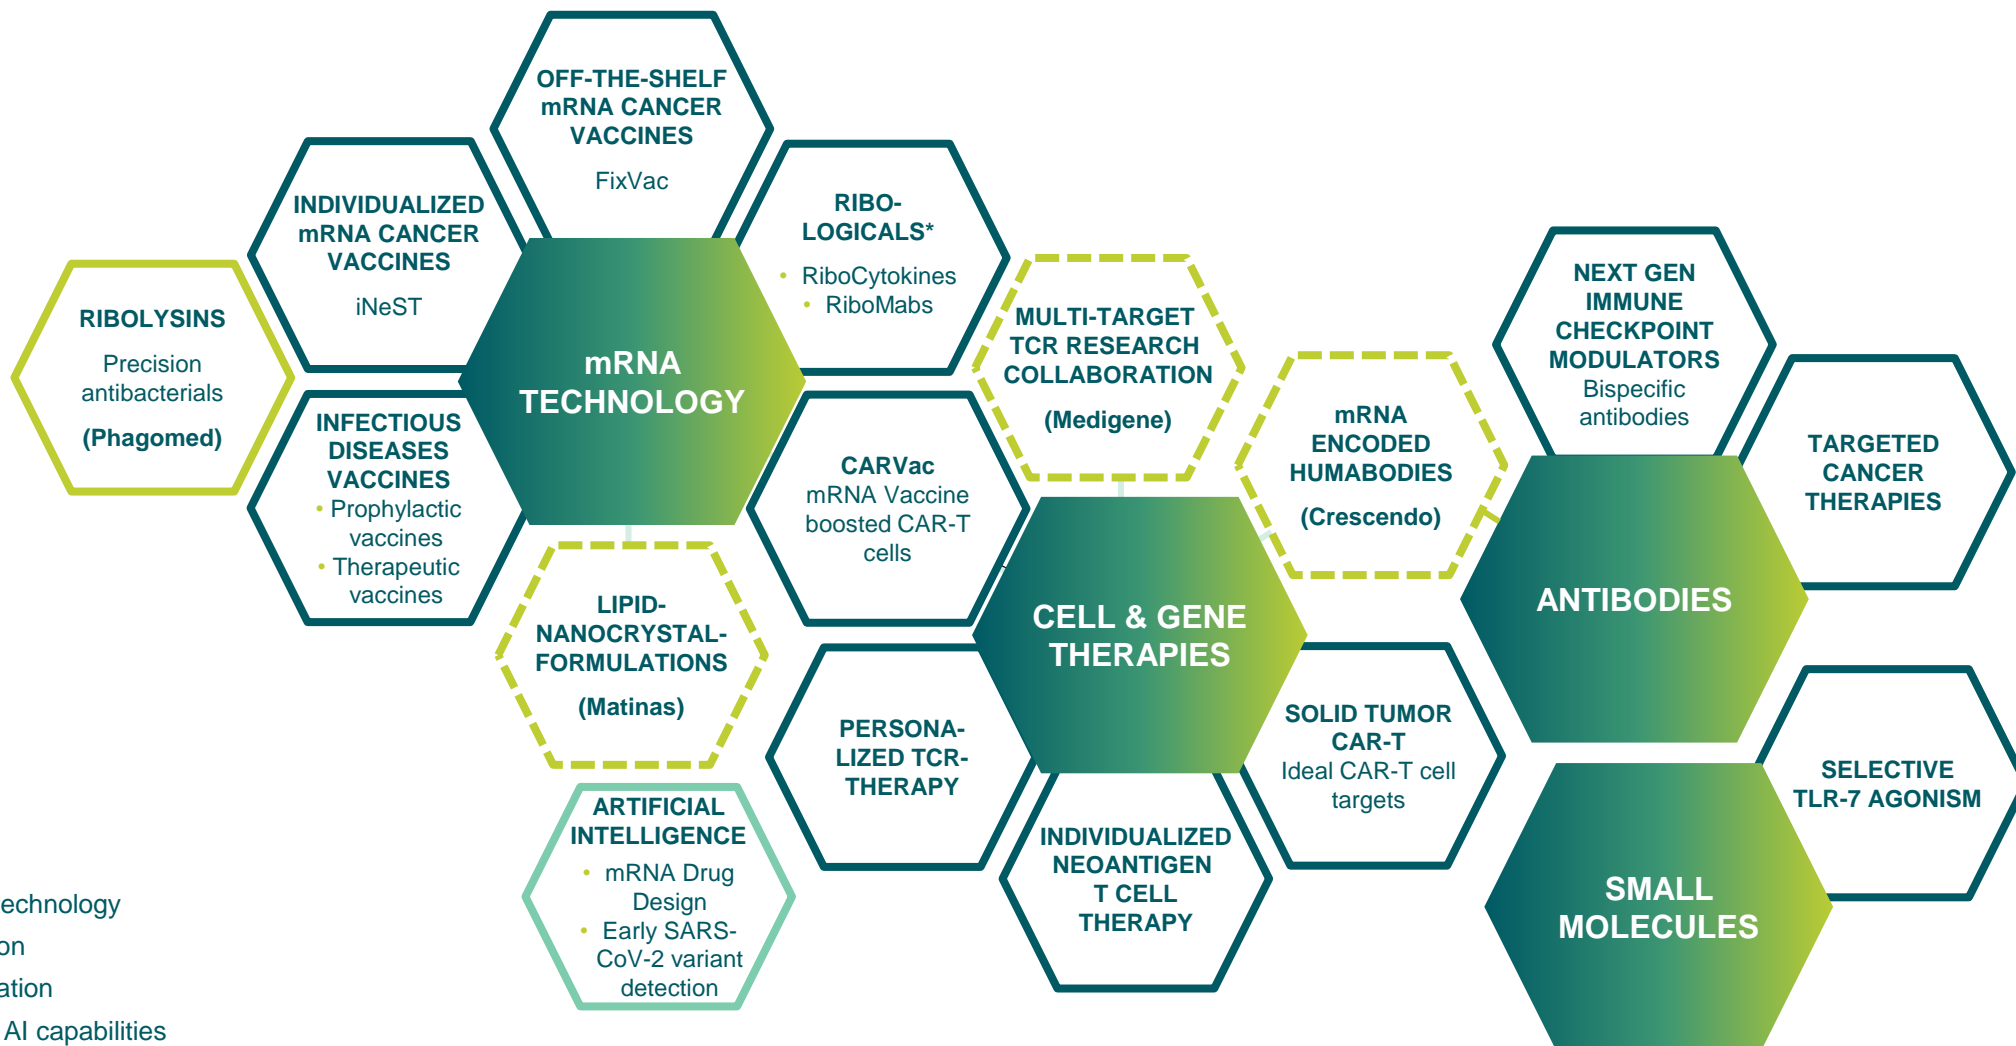 OFF-THE-SHELF
mRNA CANCER
VACCINES
FixVac
INDIVIDUALIZED
mRNA CANCER
VACCINES
iNeST
RIBO-
LOGICALS*
• RiboCytokines
• RiboMabs
RIBOLYSINS
Precision
antibacterials
(Phagomed)
mRNA
TECHNOLOGY
INFECTIOUS
DISEASES
VACCINES
• Prophylactic
vaccines
• Therapeutic
vaccines
MULTI-TARGET
TCR RESEARCH
COLLABORATION
(Medigene)
CARVac
mRNA Vaccine
boosted CAR-T
cells
mRNA
ENCODED
HUMABODIES
(Crescendo)
NEXT GEN
IMMUNE
CHECKPOINT
MODULATORS
Bispecific
antibodies
TARGETED
CANCER
THERAPIES
ANTIBODIES
LIPID-
NANOCRYSTAL-
FORMULATIONS
(Matinas)
CELL & GENE
THERAPIES
PERSONA-
LIZED TCR-
THERAPY
SOLID TUMOR
CAR-T
Ideal CAR-T cell
targets
SELECTIVE
TLR-7 AGONISM
ARTIFICIAL
INTELLIGENCE
• mRNA Drug
Design
• Early SARS-
CoV-2 variant
detection
INDIVIDUALIZED
NEOANTIGEN
T CELL
THERAPY
SMALL
MOLECULES
echnology
on
ation
AI capabilities